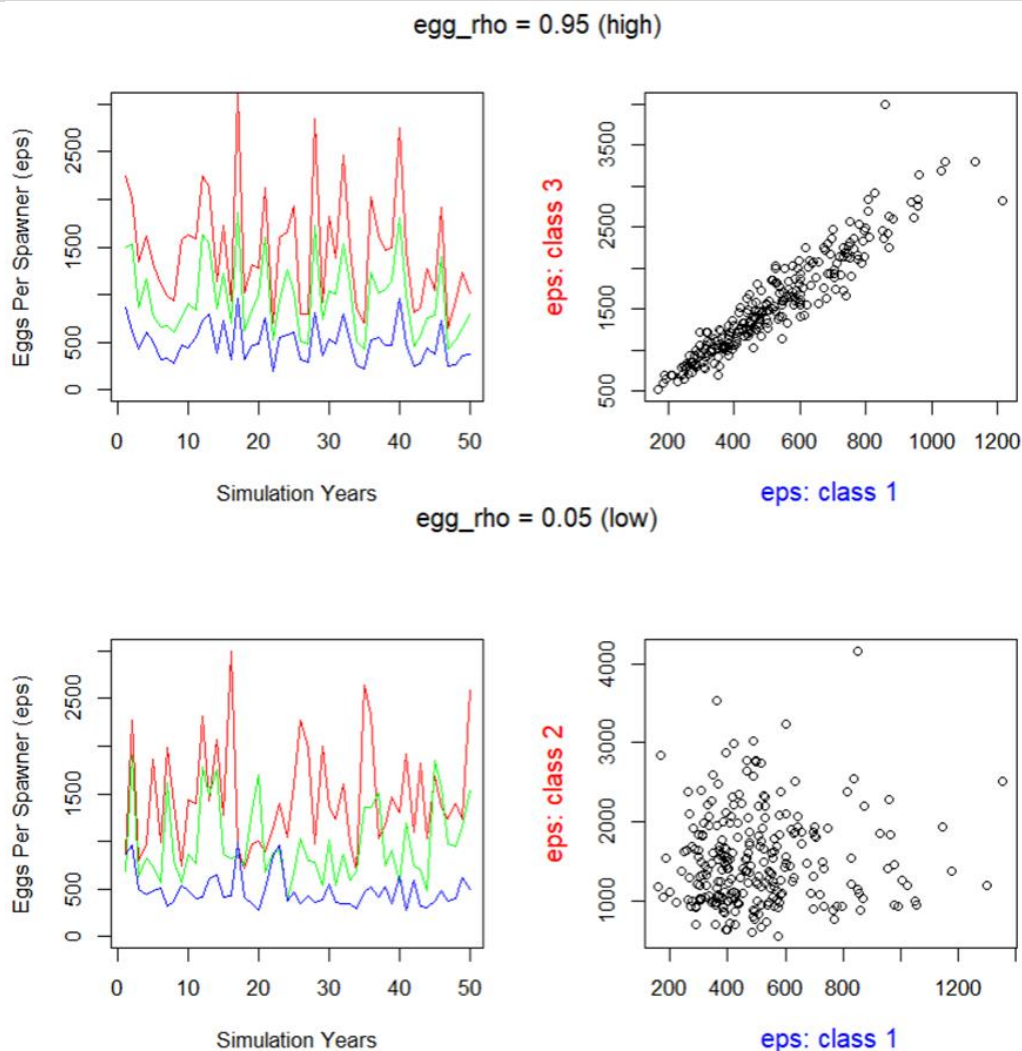 egg_rho = 0.95 (high)
Eggs Per Spawner (eps)
2500
1500
500
0
0 10 20 30 40 50
Simulation Years
eps: class 3
3500
2500
1500
500
200 400 600 800 1000 1200
eps: class 1
egg_rho = 0.05 (low)
Eggs Per Spawner (eps)
2500
1500
500
0
0 10 20 30 40 50
Simulation Years
eps: class 2
4000
3000
2000
1000
200 400 600 800 1200
eps: class 1